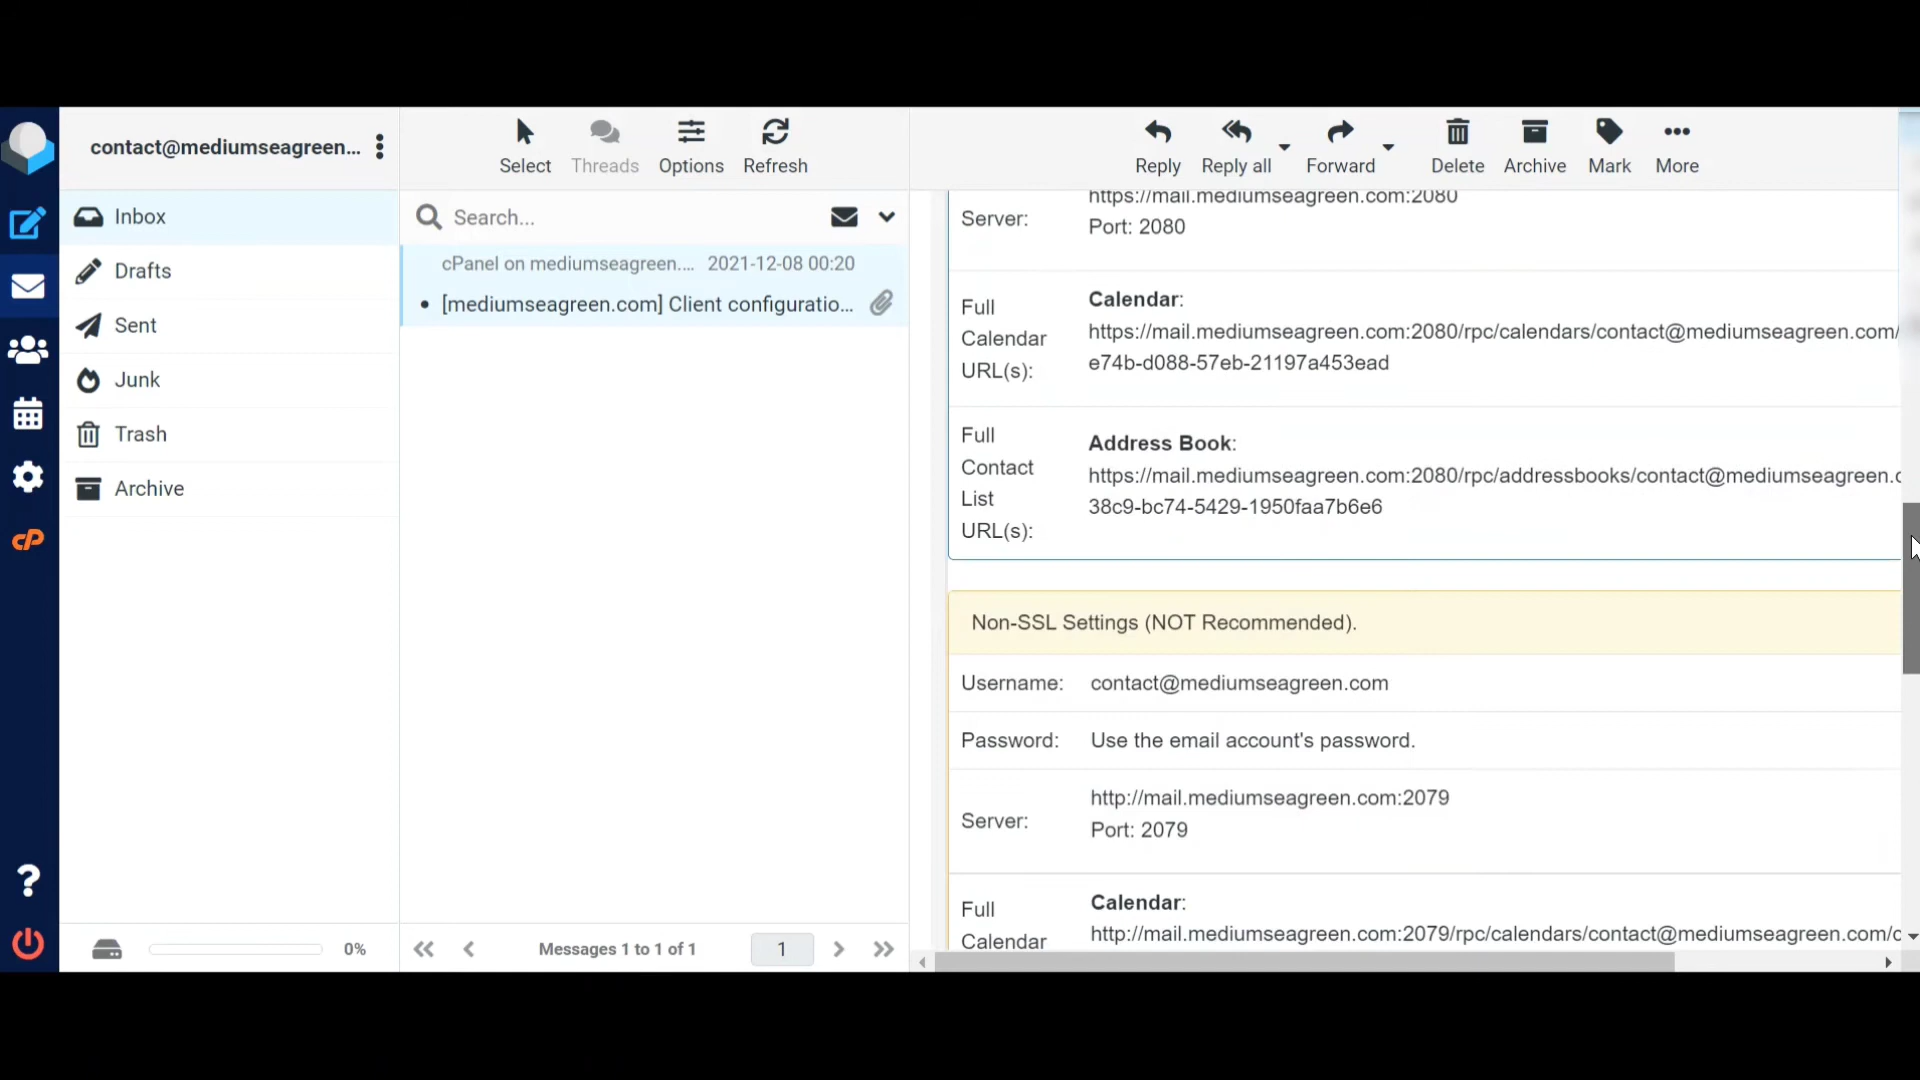 contact@mediumseagreen...
Select
Threads
Options
Refresh
Reply
Reply all
Forward
Delete
Archive
Mark
More
Inbox
Drafts
Sent
Junk
Trash
Archive
Search...
cPanel on mediumseagreen.... 2021-12-08 00:20
• [mediumseagreen.com] Client configuratio...
Server:
https://mail.mediumseagreen.com:2080
Port: 2080
Full
Calendar
URL(s):
Calendar:
https://mail.mediumseagreen.com:2080/rpc/calendars/contact@mediumseagreen.com/
e74b-d088-57eb-21197a453ead
Full
Contact
List
URL(s):
Address Book:
https://mail.mediumseagreen.com:2080/rpc/addressbooks/contact@mediumseagreen.c
38c9-bc74-5429-1950faa7b6e6
Non-SSL Settings (NOT Recommended).
Username: contact@mediumseagreen.com
Password: Use the email account's password.
Server:
http://mail.mediumseagreen.com:2079
Port: 2079
Full
Calendar
Calendar:
http://mail.mediumseagreen.com:2079/rpc/calendars/contact@mediumseagreen.com/c
0%
Messages 1 to 1 of 1
1
cP
?